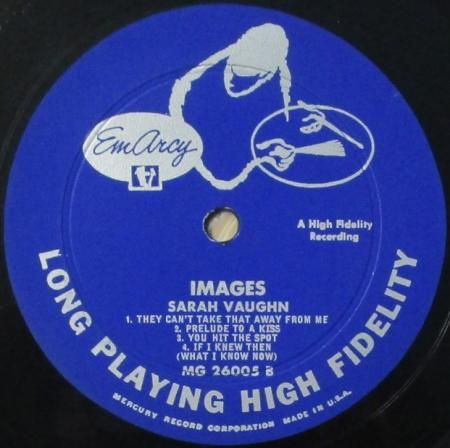 EmArcy
A High Fidelity
Recording
IMAGES
SARAH VAUGHN
1. THEY CAN'T TAKE THAT AWAY FROM ME
2. PRELUDE TO A KISS
3. YOU HIT THE SPOT
4. IF I KNEW THEN
(WHAT I KNOW NOW)
MG 26005 B
LONG PLAYING HIGH FIDELITY
MERCURY RECORD CORPORATION MADE IN U.S.A.